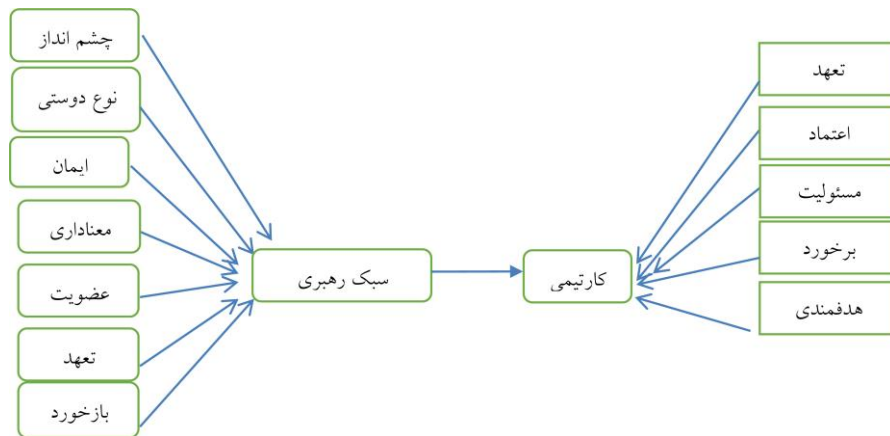 چشم انداز
نوع دوستی
ایمان
معناداری
عضویت
تعهد
بازخورد
سبک رهبری
کارتیمی
تعهد
اعتماد
مسئولیت
برخورد
هدفمندی